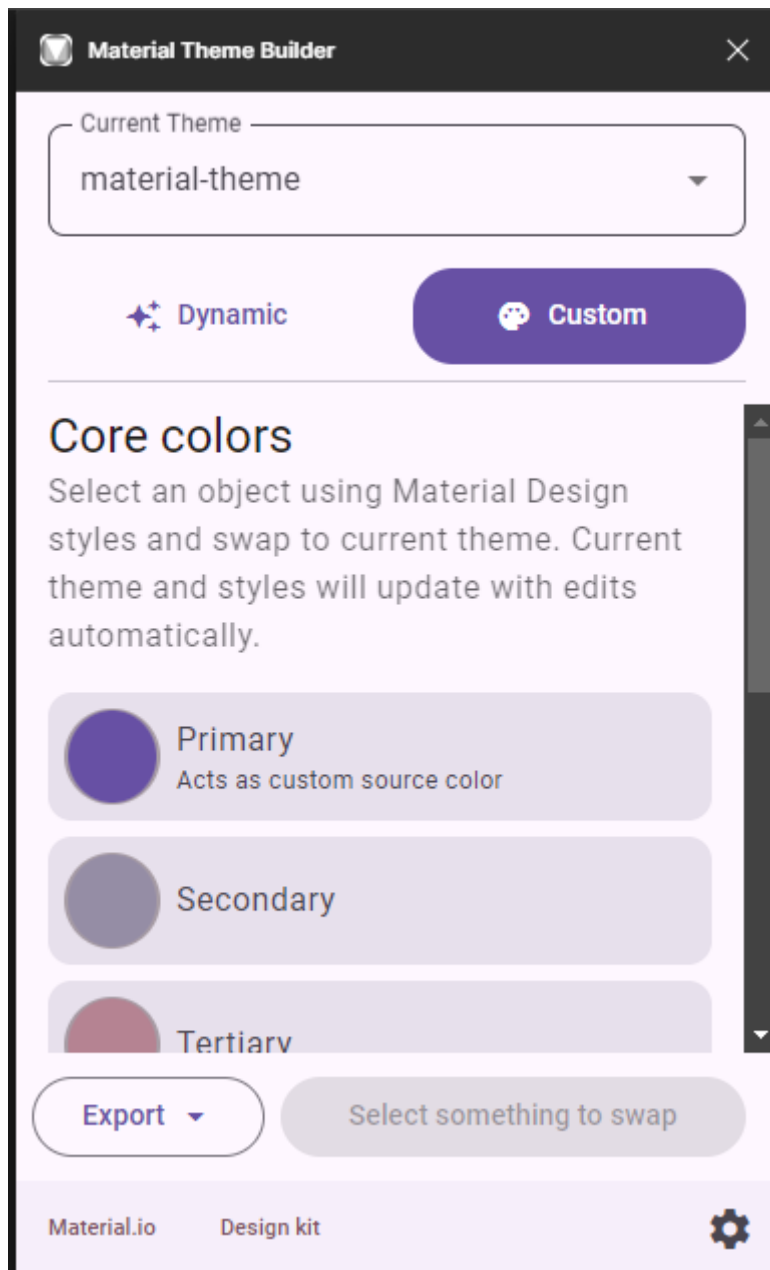 Material Theme Builder
Current Theme
material-theme
Dynamic
Custom
Core colors
Select an object using Material Design
styles and swap to current theme. Current
theme and styles will update with edits
automatically.
Primary
Acts as custom source color
Secondary
Tertiary
Export
Select something to swap
Material.io
Design kit